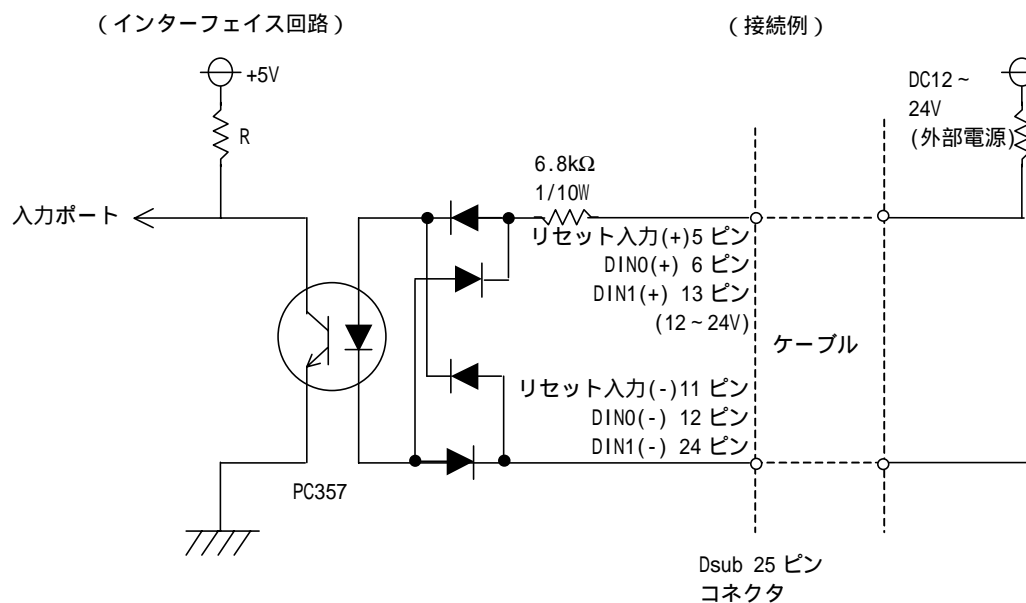 (インターフェイス回路)
(接続例)
+5V
DC12~
24V
(外部電源)
R
6.8kΩ
1/10W
入力ポート
リセット入力(+)5 ピン
DIN0(+) 6 ピン
DIN1(+) 13 ピン
(12~24V)
ケーブル
リセット入力(-)11 ピン
DIN0(-) 12 ピン
DIN1(-) 24 ピン
PC357
Dsub 25 ピン
コネクタ